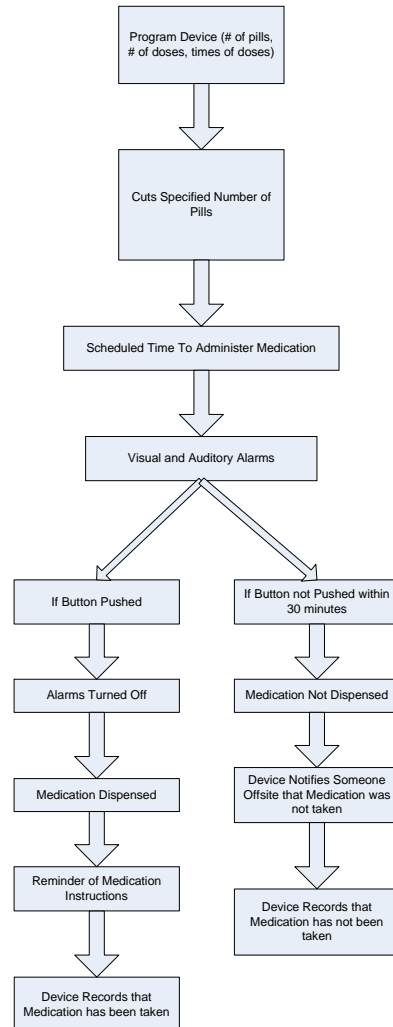 Program Device (# of pills,
# of doses, times of doses)
Cuts Specified Number of
Pills
Scheduled Time To Administer Medication
Visual and Auditory Alarms
If Button Pushed
Alarms Turned Off
Medication Dispensed
Reminder of Medication
Instructions
Device Records that
Medication has been taken
If Button not Pushed within
30 minutes
Medication Not Dispensed
Device Notifies Someone
Offsite that Medication was
not taken
Device Records that
Medication has not been
taken